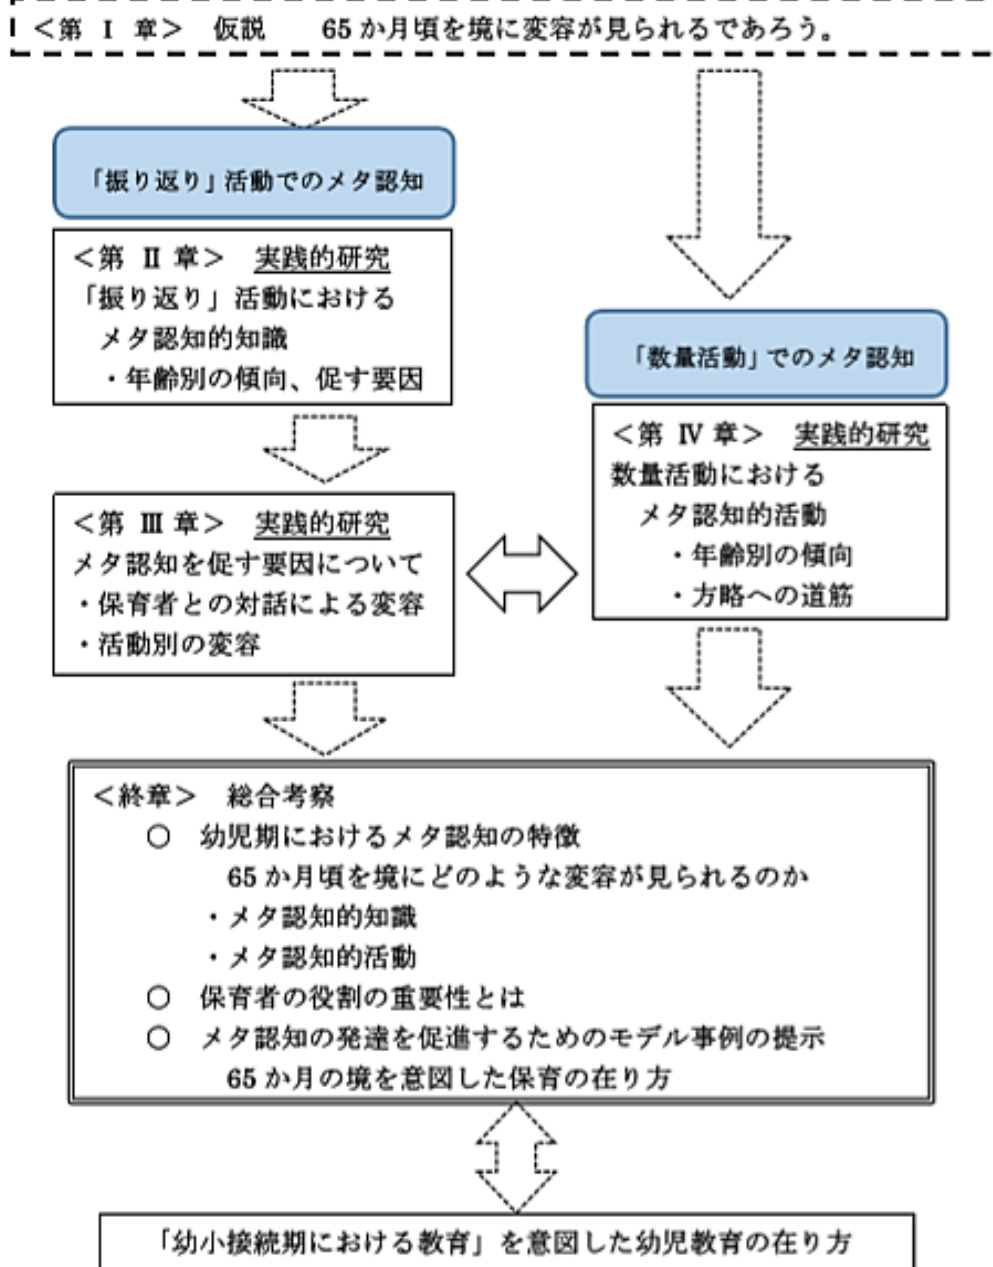 ＜第 Ⅰ 章＞ 仮説 65か月頃を境に変容が見られるであろう。
「振り返り」活動でのメタ認知
＜第 Ⅱ 章＞ 実践的研究
「振り返り」活動における
メタ認知的知識
・年齢別の傾向、促す要因
＜第 Ⅲ 章＞ 実践的研究
メタ認知を促す要因について
・保育者との対話による変容
・活動別の変容
「数量活動」でのメタ認知
＜第 Ⅳ 章＞ 実践的研究
数量活動における
メタ認知的活動
・年齢別の傾向
・方略への道筋
＜終章＞ 総合考察
○ 幼児期におけるメタ認知の特徴
65か月頃を境にどのような変容が見られるのか
・メタ認知的知識
・メタ認知的活動
○ 保育者の役割の重要性とは
○ メタ認知の発達を促進するためのモデル事例の提示
65か月の境を意図した保育の在り方
「幼小接続期における教育」を意図した幼児教育の在り方